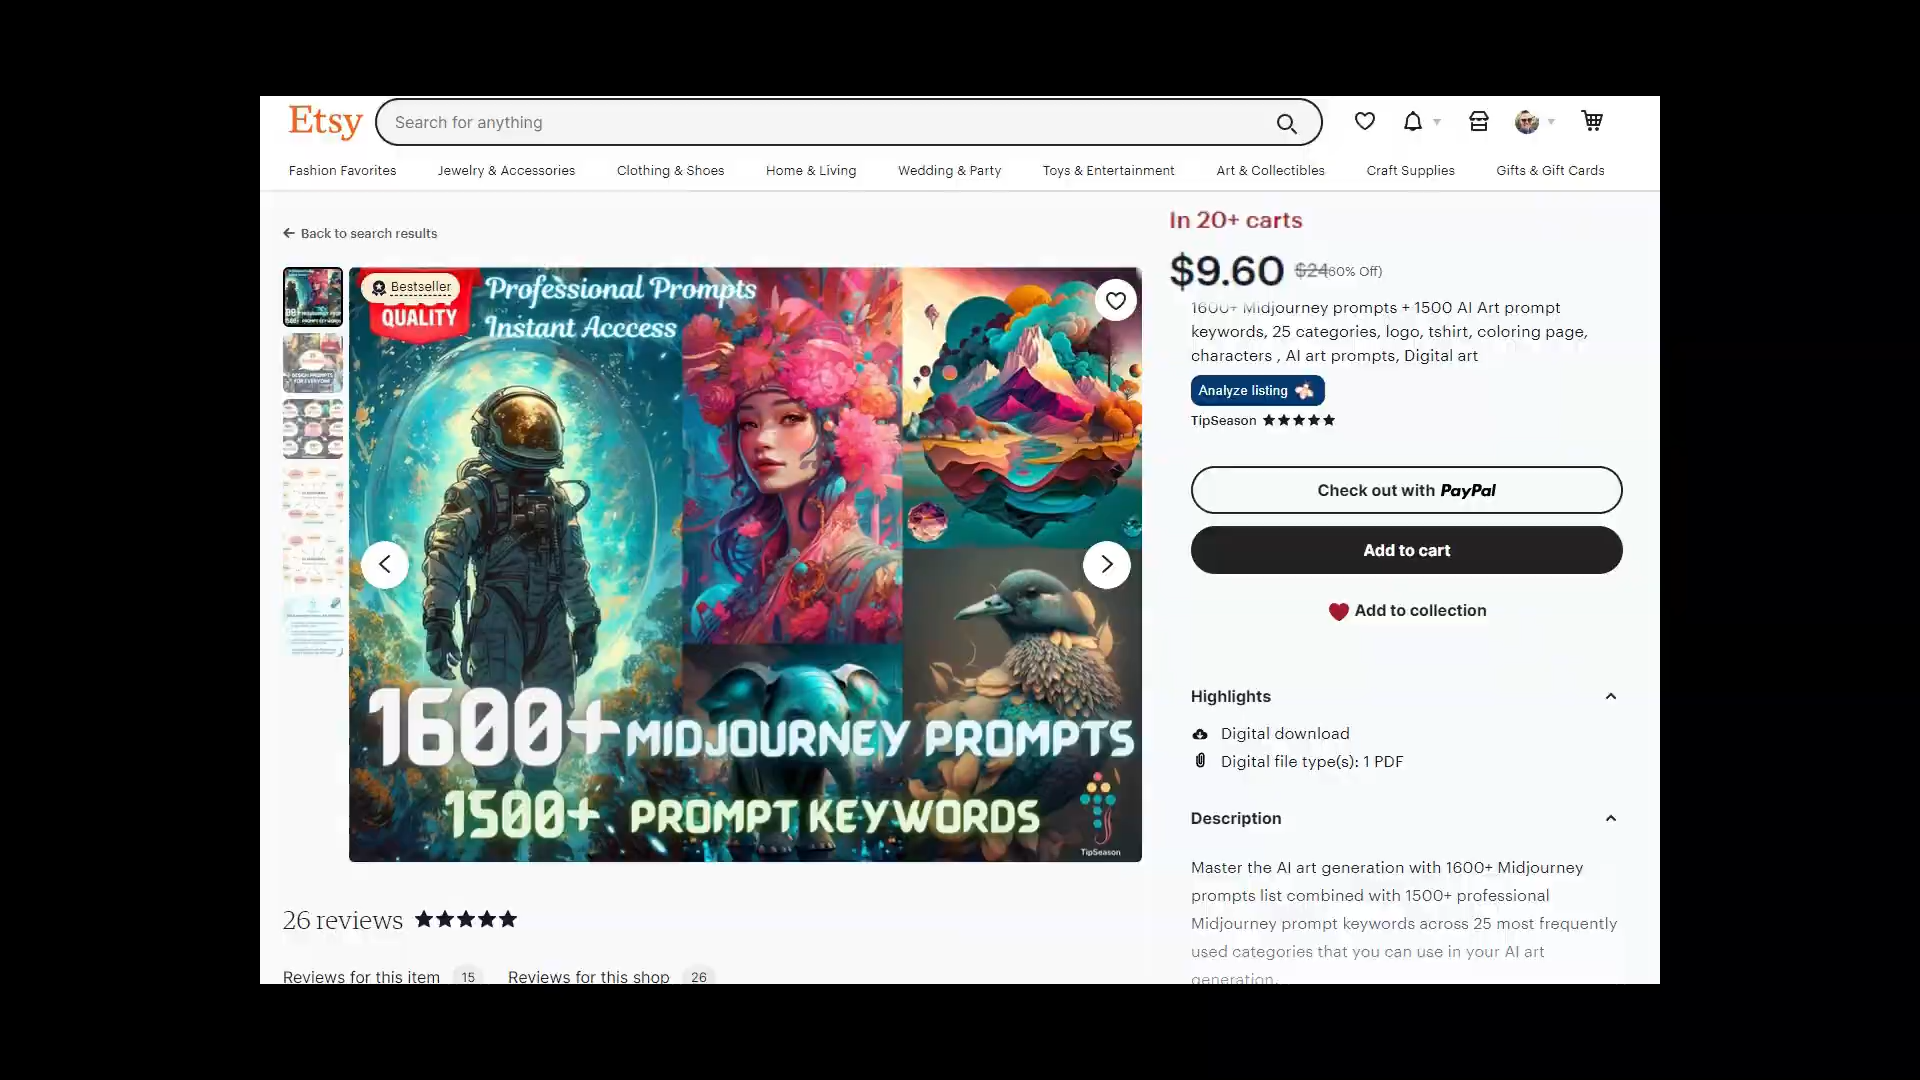 Etsy
Search for anything
Fashion Favorites
Jewelry & Accessories
Clothing & Shoes
Home & Living
Wedding & Party
Toys & Entertainment
Art & Collectibles
Craft Supplies
Gifts & Gift Cards
Back to search results
Bestseller
QUALITY
Professional Prompts
Instant Acccess
1600+ MIDJOURNEY PROMPTS
1500+ PROMPT KEYWORDS
TipSeason
26 reviews
Reviews for this item 15
Reviews for this shop 26
In 20+ carts
$9.60 $24 60% Off)
1600+ Midjourney prompts + 1500 AI Art prompt
keywords, 25 categories, logo, tshirt, coloring page,
characters , AI art prompts, Digital art
Analyze listing
TipSeason
Check out with PayPal
Add to cart
Add to collection
Highlights
Digital download
Digital file type(s): 1 PDF
Description
Master the AI art generation with 1600+ Midjourney
prompts list combined with 1500+ professional
Midjourney prompt keywords across 25 most frequently
used categories that you can use in your AI art
generation.